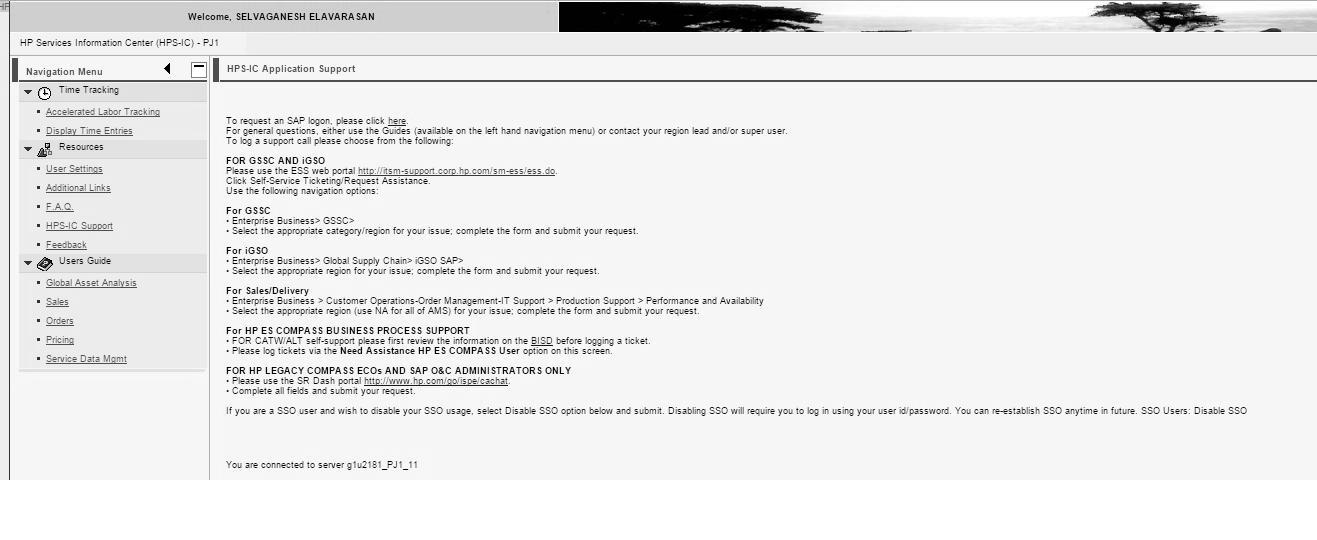 HP
Welcome, SELVAGANESH ELAVARASAN
HP Services Information Center (HPS-IC) - PJ1
Navigation Menu
Time Tracking
Accelerated Labor Tracking
Display Time Entries
Resources
User Settings
Additional Links
F.A.Q.
HPS-IC Support
Feedback
Users Guide
Global Asset Analysis
Sales
Orders
Pricing
Service Data Mgmt
HPS-IC Application Support
To request an SAP logon, please click here.
For general questions, either use the Guides (available on the left hand navigation menu) or contact your region lead and/or super user.
To log a support call please choose from the following:
FOR GSSC AND iGSO
Please use the ESS web portal http://itsm-support.corp.hp.com/sm-ess/ess.do.
Click Self-Service Ticketing/Request Assistance.
Use the following navigation options:
For GSSC
• Enterprise Business> GSSC>
• Select the appropriate category/region for your issue; complete the form and submit your request.
For iGSO
• Enterprise Business> Global Supply Chain> iGSO SAP>
• Select the appropriate region for your issue; complete the form and submit your request.
For Sales/Delivery
• Enterprise Business > Customer Operations-Order Management-IT Support > Production Support > Performance and Availability
• Select the appropriate region (use NA for all of AMS) for your issue; complete the form and submit your request.
For HP ES COMPASS BUSINESS PROCESS SUPPORT
• FOR CATW/ALT self-support please first review the information on the BISD before logging a ticket.
• Please log tickets via the Need Assistance HP ES COMPASS User option on this screen.
FOR HP LEGACY COMPASS ECOs AND SAP O&C ADMINISTRATORS ONLY
• Please use the SR Dash portal http://www.hp.com/go/ispe/cachat.
• Complete all fields and submit your request.
If you are a SSO user and wish to disable your SSO usage, select Disable SSO option below and submit. Disabling SSO will require you to log in using your user id/password. You can re-establish SSO anytime in future. SSO Users: Disable SSO
You are connected to server g1u2181_PJ1_11